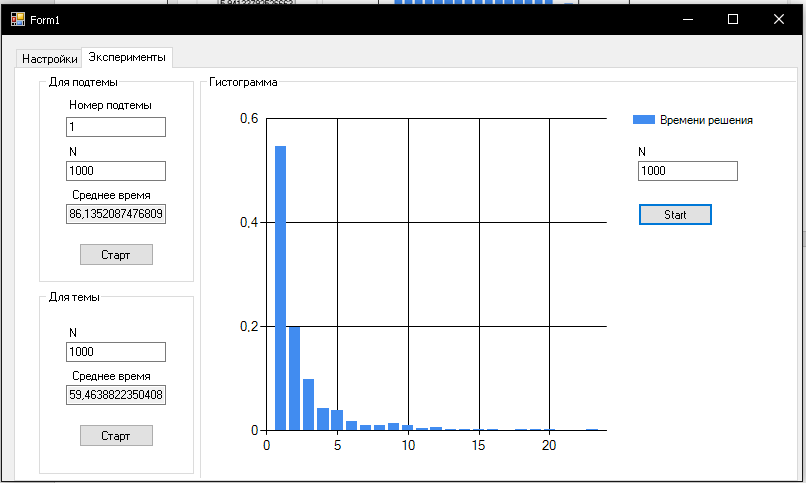 Form1
Настройки
Эксперименты
Для подтемы
Номер подтемы
1
N
1000
Среднее время
86,1352087476809
Старт
Для темы
N
1000
Среднее время
59,4638822350408
Старт
Гистограмма
0,6
0,4
0,2
0
0 5 10 15 20
Времени решения
N
1000
Start